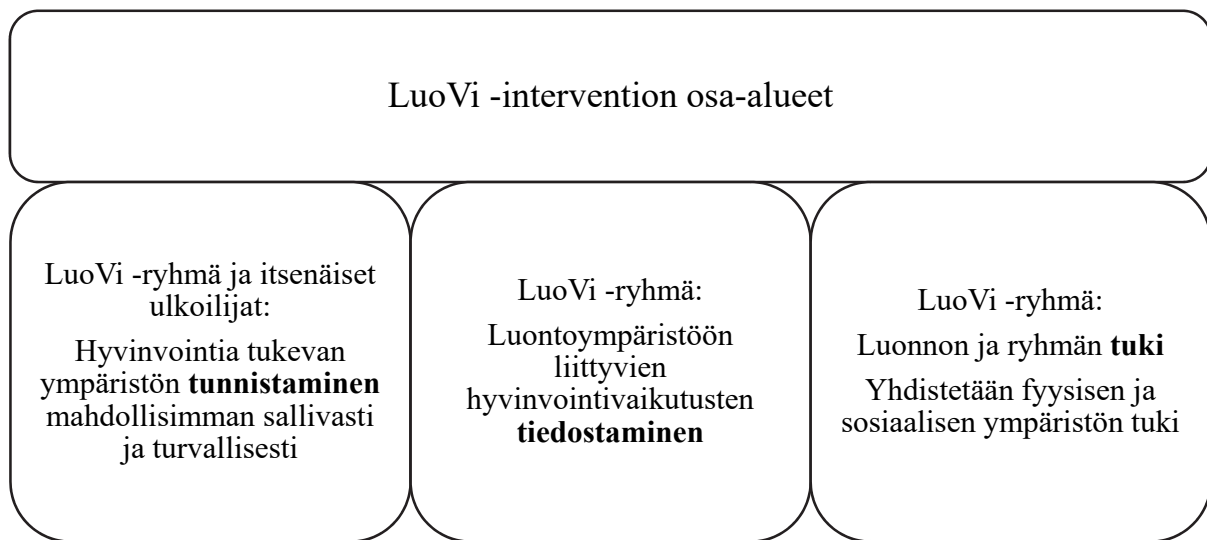 LuoVi -intervention osa-alueet
LuoVi -ryhmä ja itsenäiset
ulkoilijat:
Hyvinvointia tukevan
ympäristön tunnistaminen
mahdollisimman sallivasti
ja turvallisesti
LuoVi -ryhmä:
Luontoympäristöön
liittyvien
hyvinvointivaikutusten
tiedostaminen
LuoVi -ryhmä:
Luonnon ja ryhmän tuki
Yhdistetään fyysisen ja
sosiaalisen ympäristön tuki